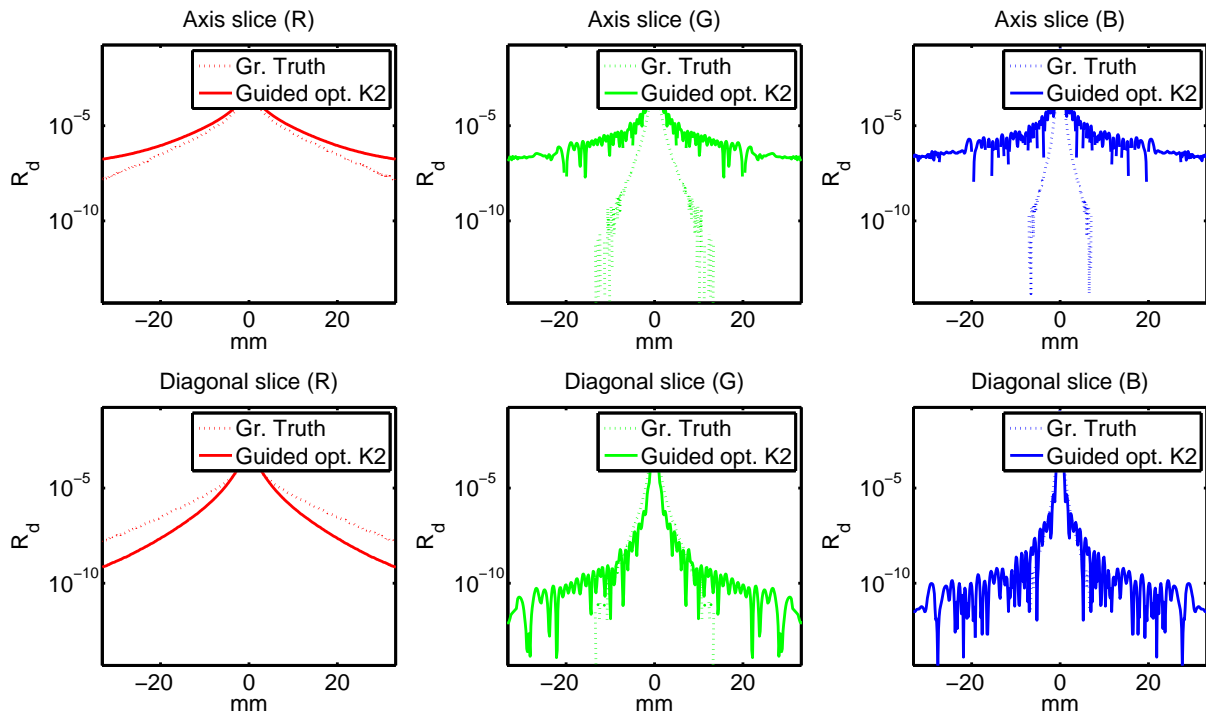 Axis slice (R)
Gr. Truth
Guided opt. K2
10−5
10−10
R_d
−20 0 20
mm
Axis slice (G)
Gr. Truth
Guided opt. K2
10−5
10−10
R_d
−20 0 20
mm
Axis slice (B)
Gr. Truth
Guided opt. K2
10−5
10−10
R_d
−20 0 20
mm
Diagonal slice (R)
Gr. Truth
Guided opt. K2
10−5
10−10
R_d
−20 0 20
mm
Diagonal slice (G)
Gr. Truth
Guided opt. K2
10−5
10−10
R_d
−20 0 20
mm
Diagonal slice (B)
Gr. Truth
Guided opt. K2
10−5
10−10
R_d
−20 0 20
mm